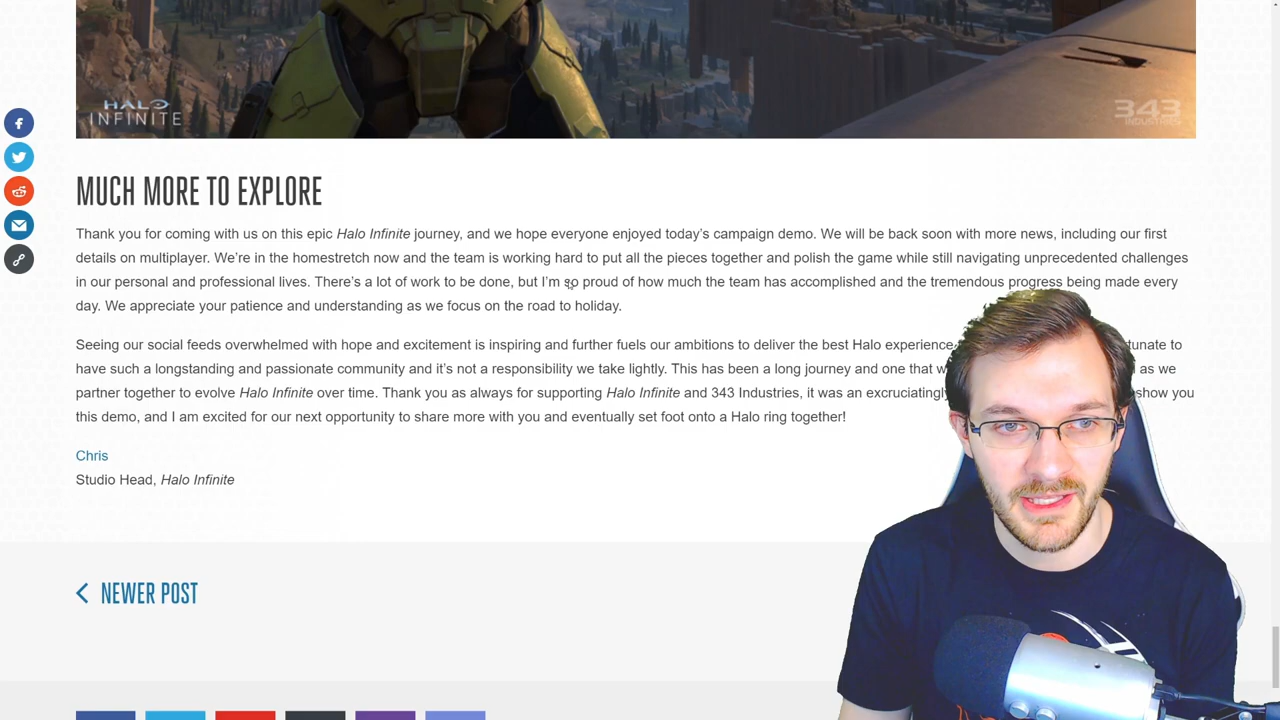 HALO
INFINITE
343
INDUSTRIES
MUCH MORE TO EXPLORE
Thank you for coming with us on this epic Halo Infinite journey, and we hope everyone enjoyed today's campaign demo. We will be back soon with more news, including our first
details on multiplayer. We're in the homestretch now and the team is working hard to put all the pieces together and polish the game while still navigating unprecedented challenges
in our personal and professional lives. There's a lot of work to be done, but I'm so proud of how much the team has accomplished and the tremendous progress being made every
day. We appreciate your patience and understanding as we focus on the road to holiday.
Seeing our social feeds overwhelmed with hope and excitement is inspiring and further fuels our ambitions to deliver the best Halo experience tunate to
have such a longstanding and passionate community and it's not a responsibility we take lightly. This has been a long journey and one that as we
partner together to evolve Halo Infinite over time. Thank you as always for supporting Halo Infinite and 343 Industries, it was an excruciatingly show you
this demo, and I am excited for our next opportunity to share more with you and eventually set foot onto a Halo ring together!
Chris
Studio Head, Halo Infinite
NEWER POST